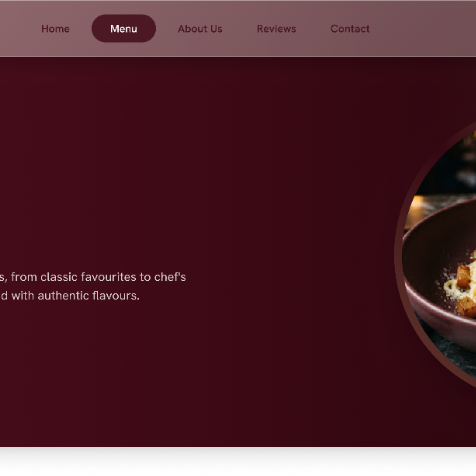 Home Menu About Us Reviews Contact
s, from classic favourites to chef's
d with authentic flavours.